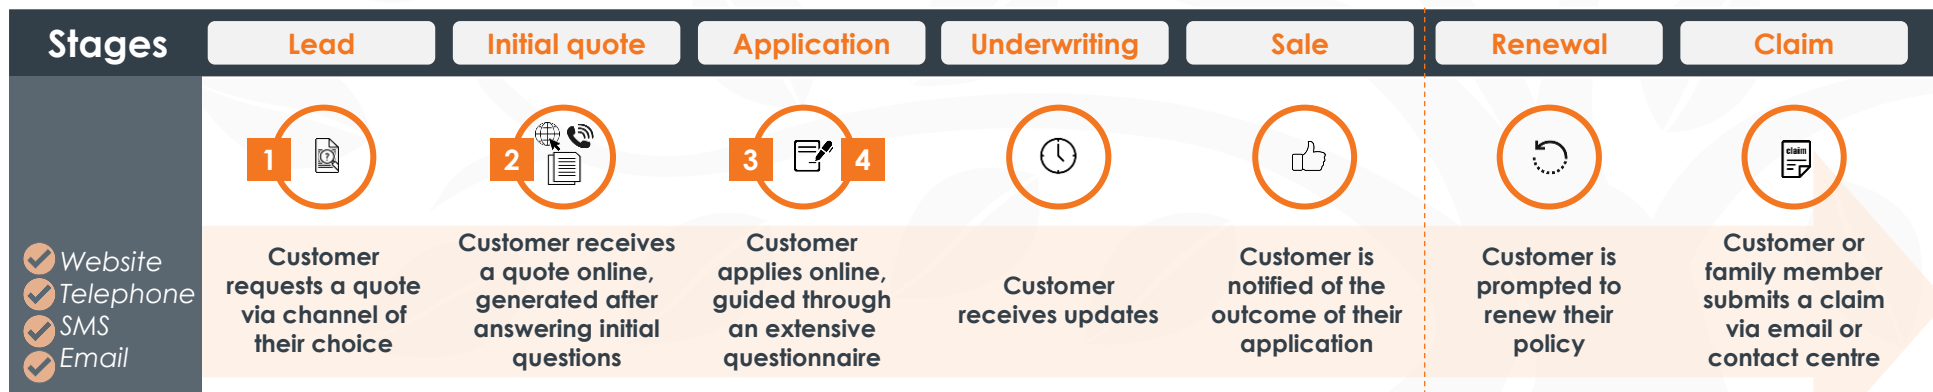 Stages
Lead
Initial quote
Application
Underwriting
Sale
Renewal
Claim
1
2
3
4
?
claim
Website
Telephone
SMS
Email
Customer
requests a quote
via channel of
their choice
Customer receives
a quote online,
generated after
answering initial
questions
Customer
applies online,
guided through
an extensive
questionnaire
Customer
receives updates
Customer is
notified of the
outcome of their
application
Customer is
prompted to
renew their
policy
Customer or
family member
submits a claim
via email or
contact centre